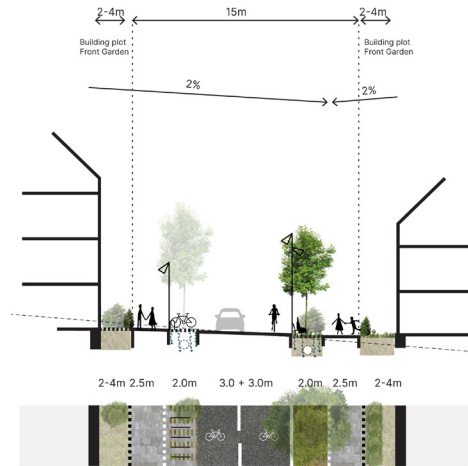 2-4m
15m
2-4m
Building plot
Front Garden
Building plot
Front Garden
2%
2%
2-4m 2.5m 2.0m 3.0 + 3.0m 2.0m 2.5m 2-4m